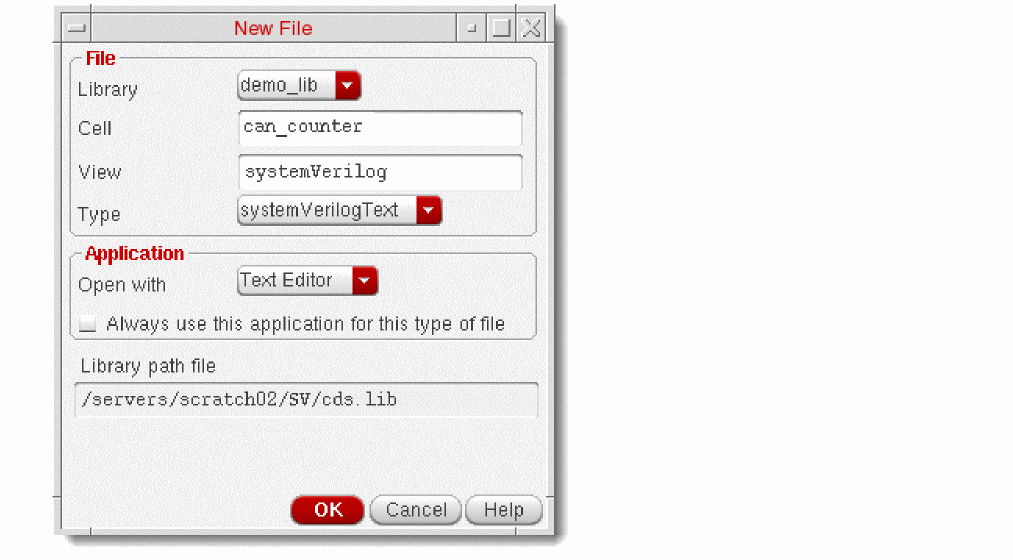 New File
File
Library demo_lib
Cell can_counter
View systemVerilog
Type systemVerilogText
Application
Open with Text Editor
Always use this application for this type of file
Library path file
/servers/scratch02/SV/cds.lib
OK Cancel Help